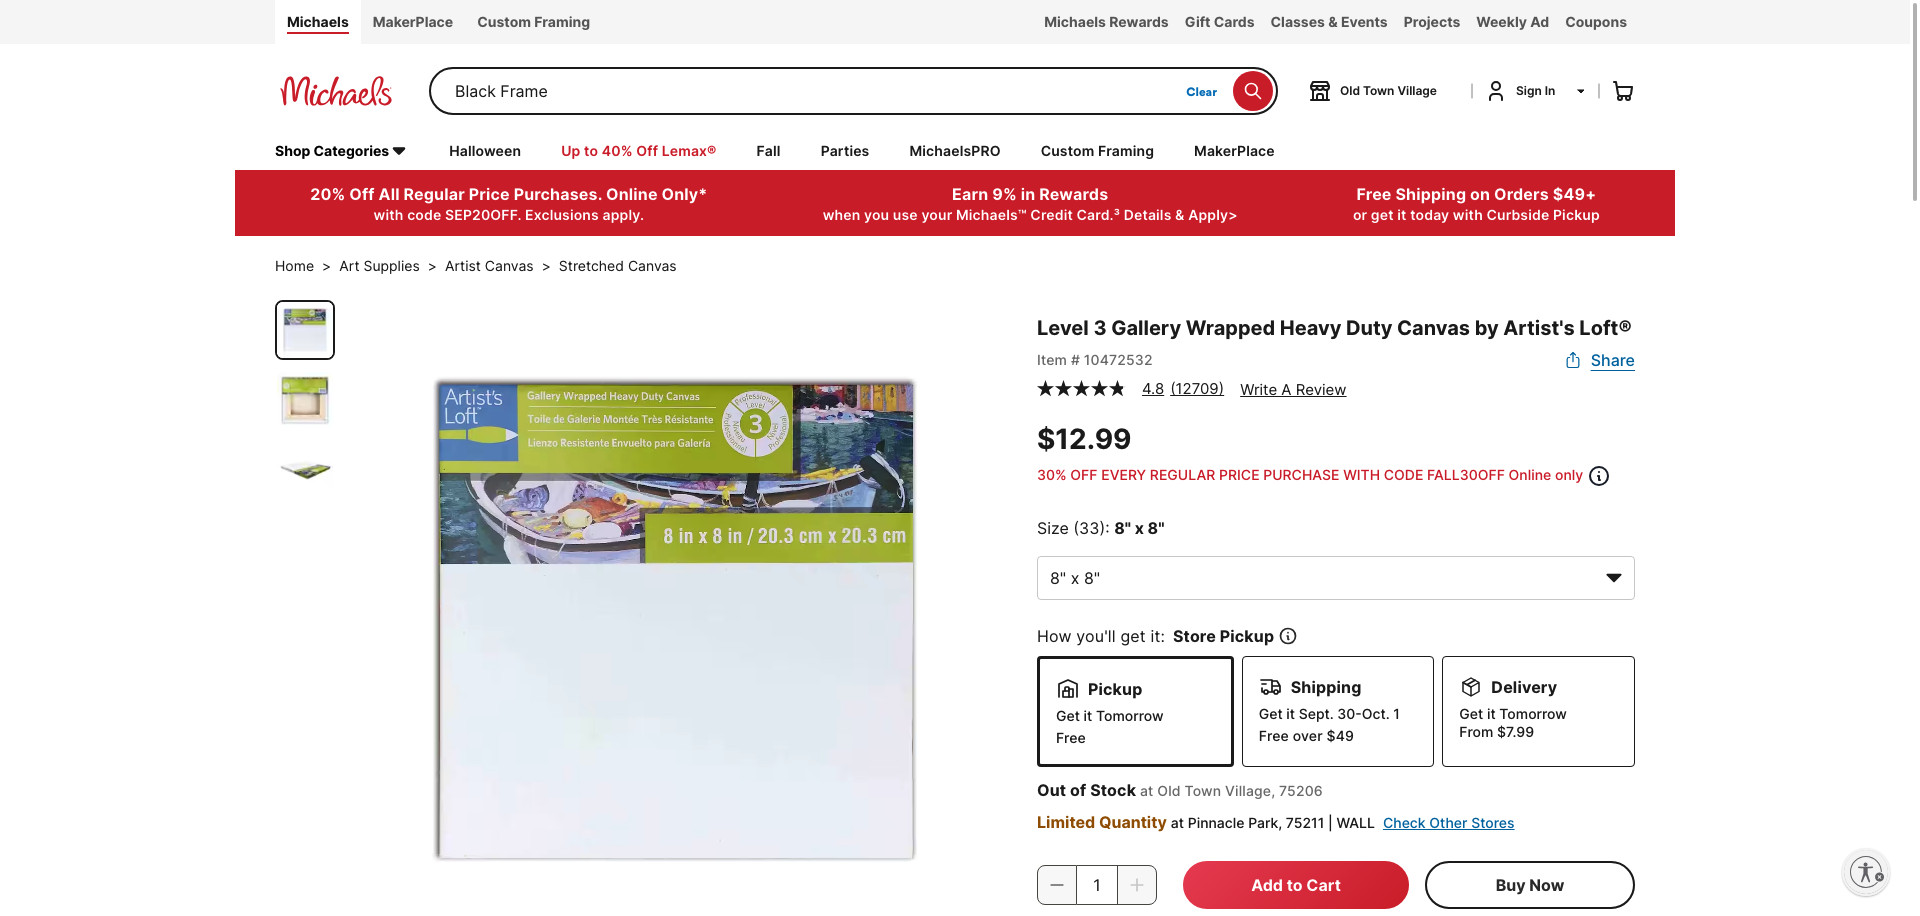 Michaels
MakerPlace
Custom Framing
Michaels Rewards
Gift Cards
Classes & Events
Projects
Weekly Ad
Coupons
Michaels
Black Frame
Clear
Old Town Village
Sign In
Shop Categories
Halloween
Up to 40% Off Lemax®
Fall
Parties
MichaelsPRO
Custom Framing
MakerPlace
20% Off All Regular Price Purchases. Online Only*
with code SEP20OFF. Exclusions apply.
Earn 9% in Rewards
when you use your Michaels™ Credit Card.³ Details & Apply>
Free Shipping on Orders $49+
or get it today with Curbside Pickup
Home > Art Supplies > Artist Canvas > Stretched Canvas
Artist's
Loft™
Gallery Wrapped Heavy Duty Canvas
Toile de Galerie Montée Très Résistante
Lienzo Resistente Envuelto para Galería
Professional
Level
3
Niveau
Professionnel
Nivel
Profesional
8 in x 8 in / 20.3 cm x 20.3 cm
Level 3 Gallery Wrapped Heavy Duty Canvas by Artist's Loft®
Item # 10472532
Share
4.8 (12709) Write A Review
$12.99
30% OFF EVERY REGULAR PRICE PURCHASE WITH CODE FALL30OFF Online only
Size (33): 8" x 8"
8" x 8"
How you'll get it: Store Pickup
Pickup
Get it Tomorrow
Free
Shipping
Get it Sept. 30-Oct. 1
Free over $49
Delivery
Get it Tomorrow
From $7.99
Out of Stock at Old Town Village, 75206
Limited Quantity at Pinnacle Park, 75211 | WALL Check Other Stores
1
Add to Cart
Buy Now